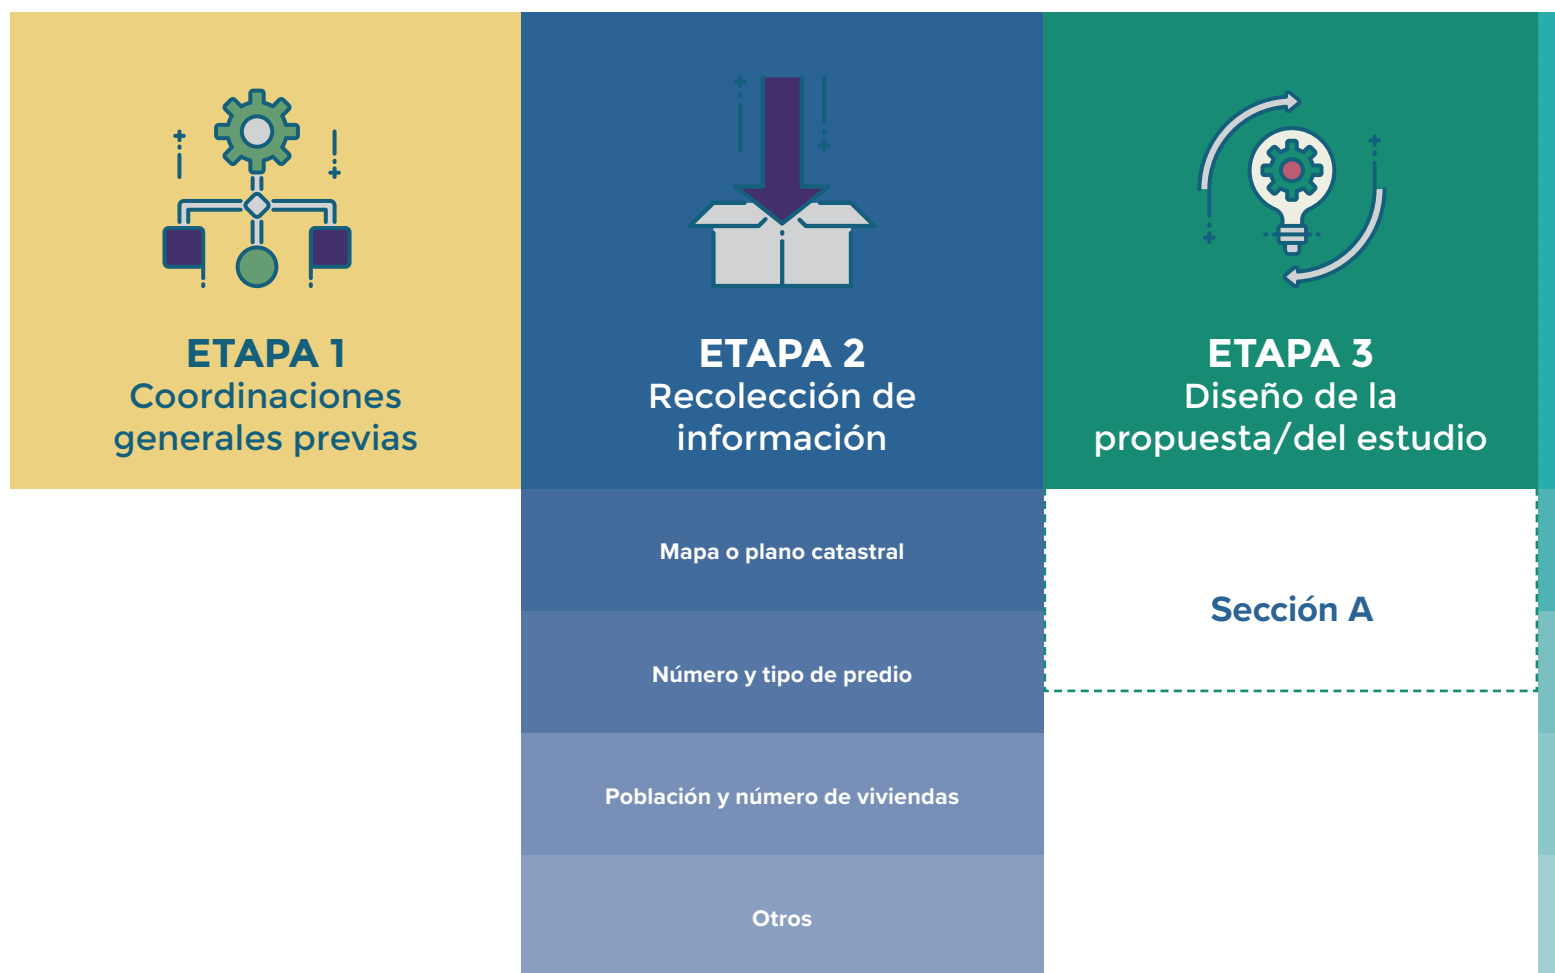 ETAPA 1
Coordinaciones
generales previas
ETAPA 2
Recolección de
información
ETAPA 3
Diseño de la
propuesta/del estudio
Mapa o plano catastral
Número y tipo de predio
Población y número de viviendas
Otros
Sección A